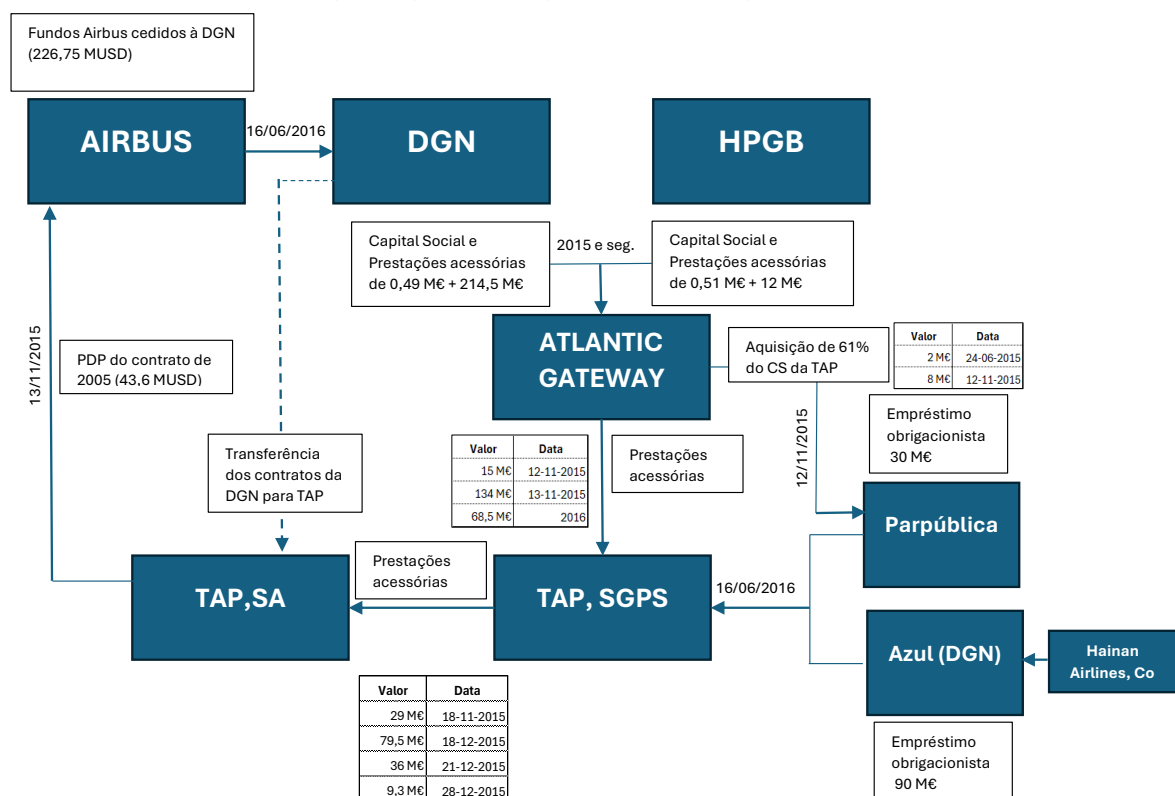 Fundos Airbus cedidos à DGN
(226,75 MUSD)
AIRBUS
16/06/2016
DGN
HPGB
Capital Social e
Prestações acessórias
de 0,49 M€ + 214,5 M€
2015 e seg.
Capital Social e
Prestações acessórias
de 0,51 M€ + 12 M€
13/11/2015
PDP do contrato de
2005 (43,6 MUSD)
ATLANTIC
GATEWAY
Aquisição de 61%
do CS da TAP
Valor Data
2 M€ 24-06-2015
8 M€ 12-11-2015
12/11/2015
Empréstimo
obrigacionista
30 M€
Transferência
dos contratos da
DGN para TAP
Valor Data
15 M€ 12-11-2015
134 M€ 13-11-2015
68,5 M€ 2016
Prestações
acessórias
Parpública
TAP,SA
Prestações
acessórias
TAP, SGPS
16/06/2016
Azul (DGN)
Hainan
Airlines, Co
Valor Data
29 M€ 18-11-2015
79,5 M€ 18-12-2015
36 M€ 21-12-2015
9,3 M€ 28-12-2015
Empréstimo
obrigacionista
90 M€